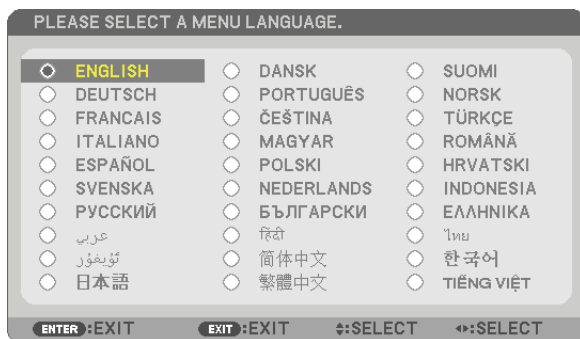 PLEASE SELECT A MENU LANGUAGE.
ENGLISH DANSK SUOMI
DEUTSCH PORTUGUÊS NORSK
FRANCAIS ČEŠTINA TÜRKÇE
ITALIANO MAGYAR ROMÂNĂ
ESPAÑOL POLSKI HRVATSKI
SVENSKA NEDERLANDS INDONESIA
РУССКИЙ БЪЛГАРСКИ ΕΛΛΗΝΙΚΑ
عربي हिंदी ไทย
ئۇيغۇر 简体中文 한국어
日本語 繁體中文 TIẾNG VIỆT
ENTER :EXIT EXIT :EXIT :SELECT :SELECT